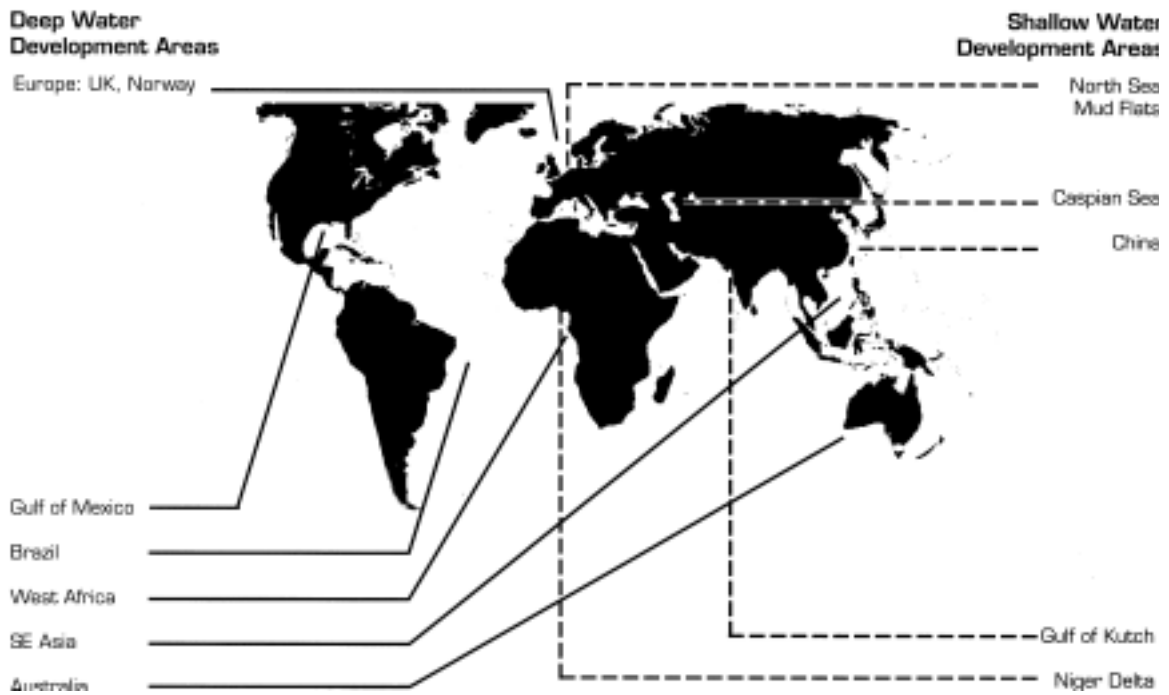 Deep Water
Development Areas
Europe: UK, Norway
Gulf of Mexico
Brazil
West Africa
SE Asia
Australia
Shallow Water
Development Areas
North Sea
Mud Flats
Caspian Sea
China
Gulf of Kutch
Niger Delta